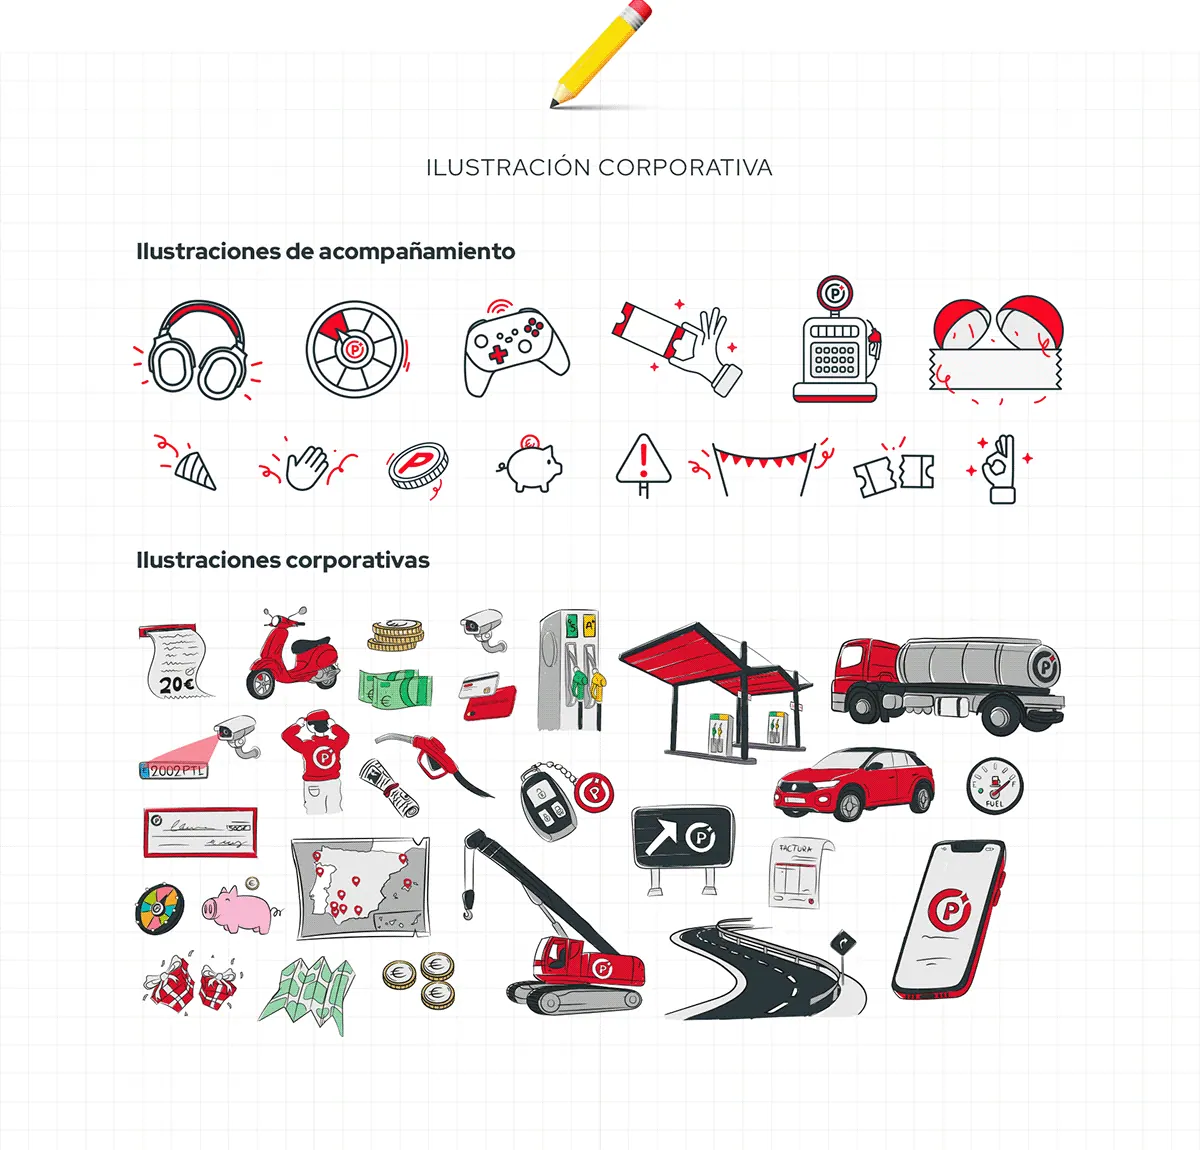 ILUSTRACIÓN CORPORATIVA
Ilustraciones de acompañamiento
P
P
P
€
!
Ilustraciones corporativas
20€
2002PTL
P
P
P
E F
FUEL
P
FACTURA
P
P
€
€
€
P